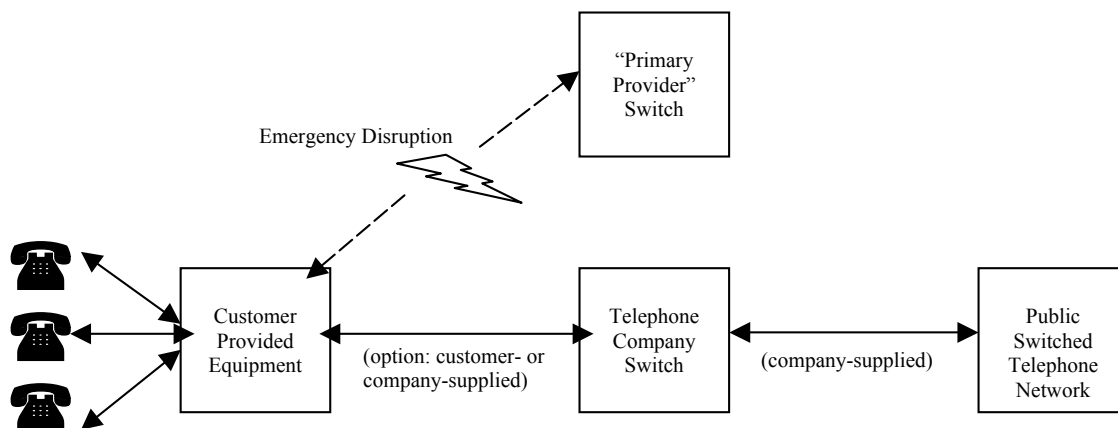 “Primary
Provider”
Switch
Emergency Disruption
Customer
Provided
Equipment
(option: customer- or
company-supplied)
Telephone
Company
Switch
(company-supplied)
Public
Switched
Telephone
Network